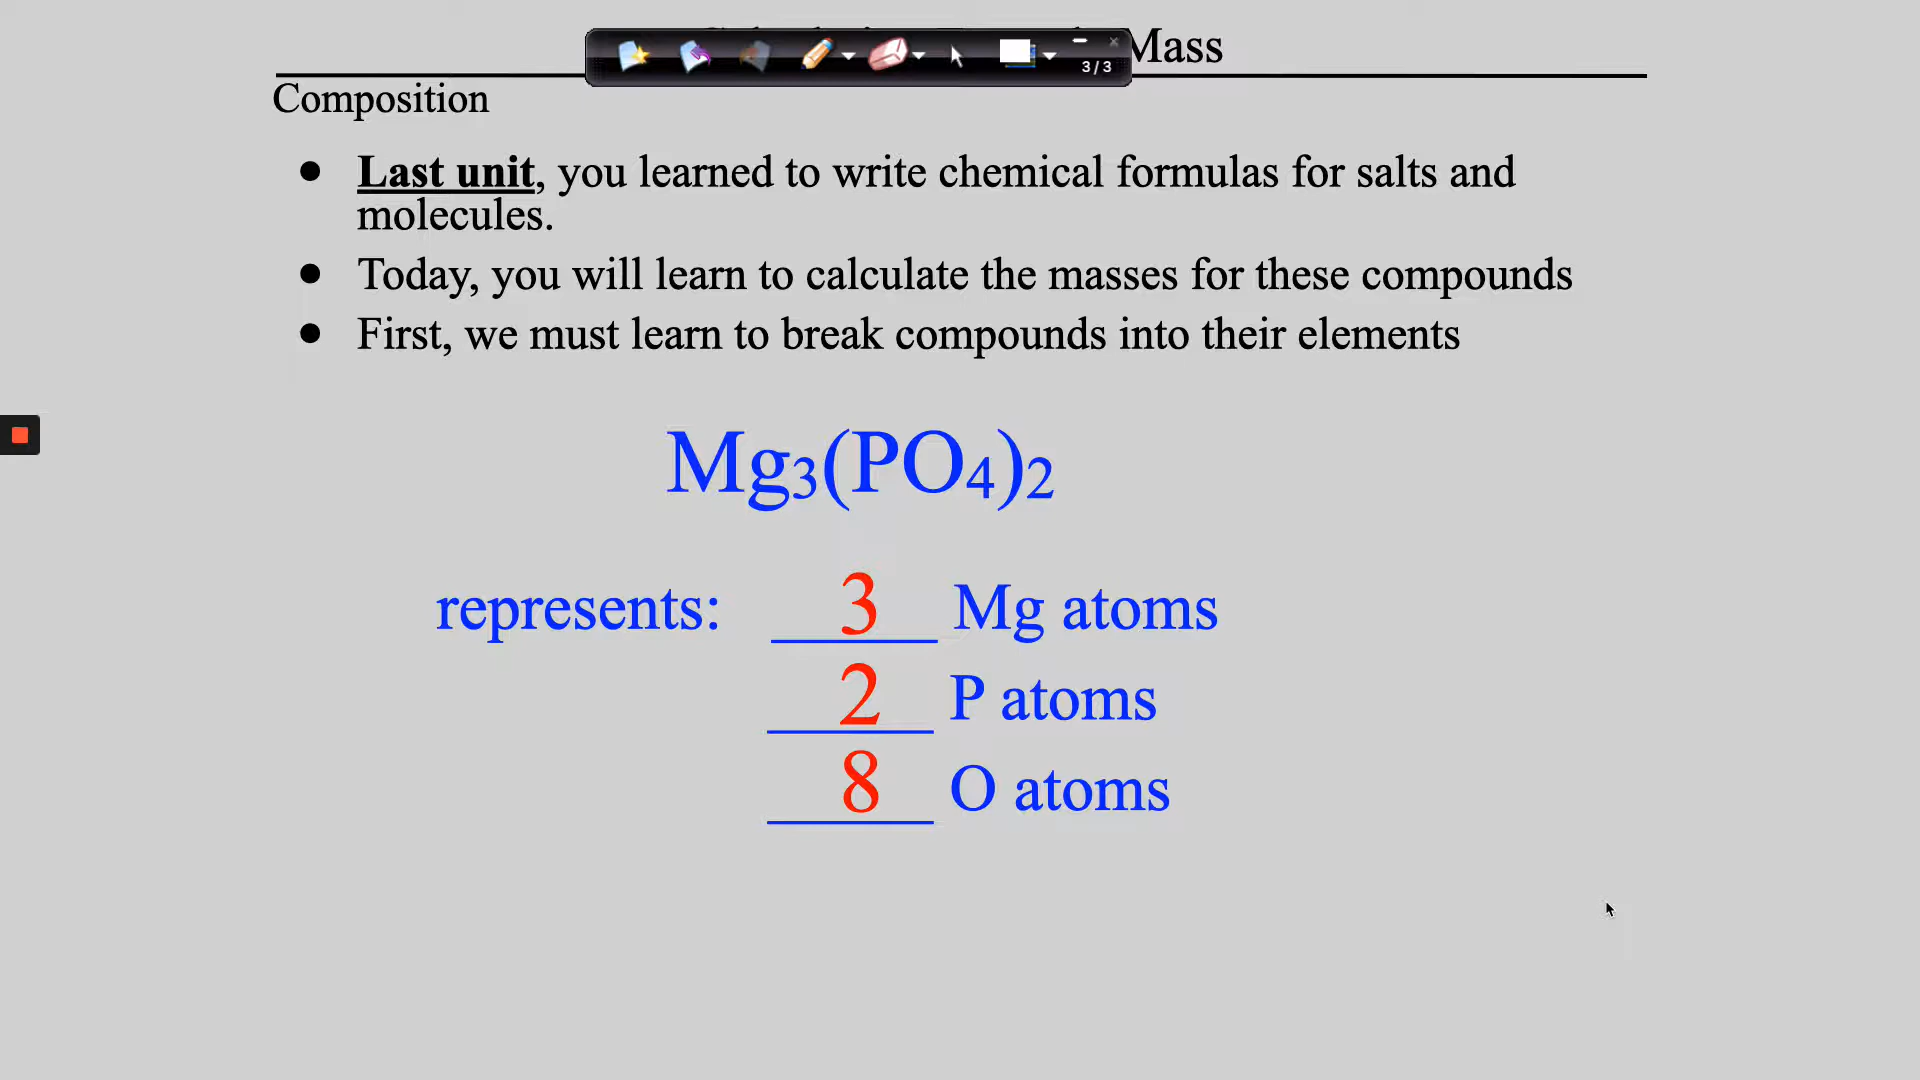 Mass
3/3
Composition
● Last unit, you learned to write chemical formulas for salts and
molecules.
● Today, you will learn to calculate the masses for these compounds
● First, we must learn to break compounds into their elements
Mg3(PO4)2
represents: 3 Mg atoms
2 P atoms
8 O atoms